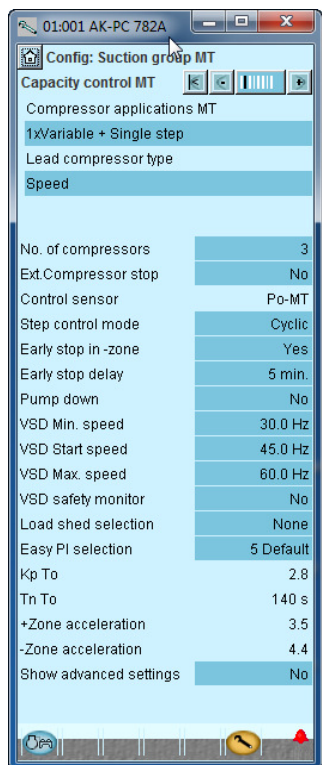 01:001 AK-PC 782A
Config: Suction group MT
Capacity control MT
Compressor applications MT
1xVariable + Single step
Lead compressor type
Speed
No. of compressors 3
Ext.Compressor stop No
Control sensor Po-MT
Step control mode Cyclic
Early stop in -zone Yes
Early stop delay 5 min.
Pump down No
VSD Min. speed 30.0 Hz
VSD Start speed 45.0 Hz
VSD Max. speed 60.0 Hz
VSD safety monitor No
Load shed selection None
Easy PI selection 5 Default
Kp To 2.8
Tn To 140 s
+Zone acceleration 3.5
-Zone acceleration 4.4
Show advanced settings No